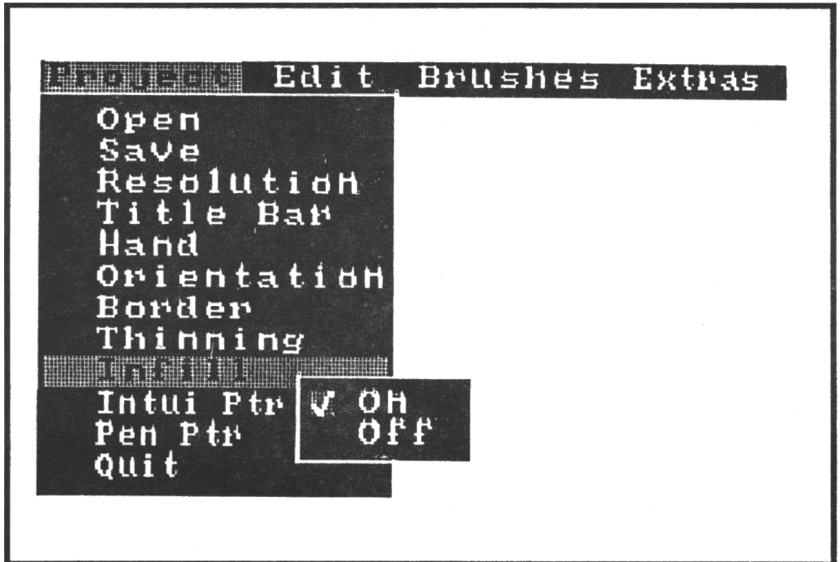 Project Edit Brushes Extras
Open
Save
Resolution
Title Bar
Hand
Orientation
Border
Thinning
Infill
Intui Ptr ✓ On
Pen Ptr Off
Quit